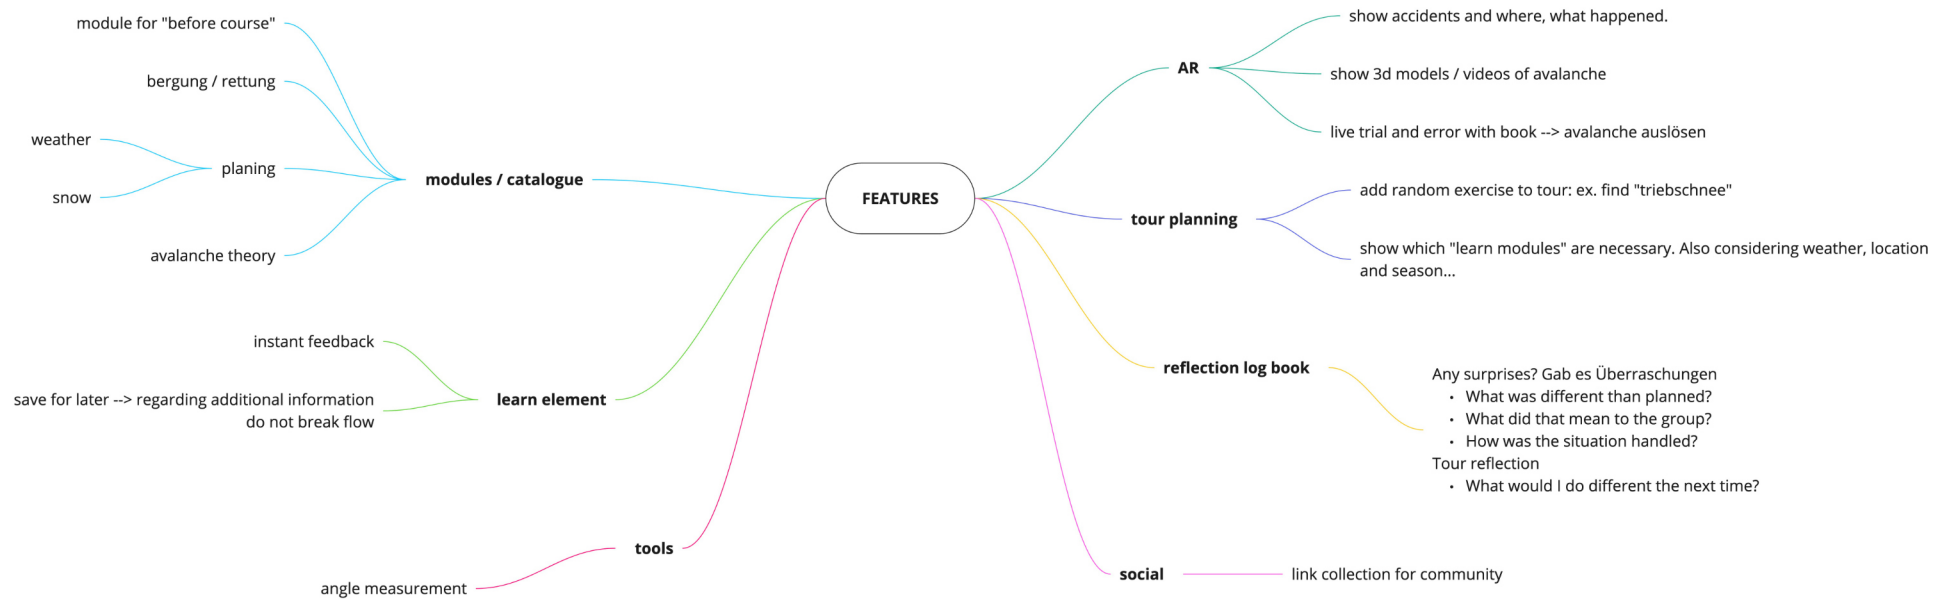 FEATURES
modules / catalogue
module for "before course"
bergung / rettung
planing
weather
snow
avalanche theory
learn element
instant feedback
save for later --> regarding additional information
do not break flow
tools
angle measurement
AR
show accidents and where, what happened.
show 3d models / videos of avalanche
live trial and error with book --> avalanche auslösen
tour planning
add random exercise to tour: ex. find "triebschnee"
show which "learn modules" are necessary. Also considering weather, location
and season...
reflection log book
Any surprises? Gab es Überraschungen
• What was different than planned?
• What did that mean to the group?
• How was the situation handled?
Tour reflection
• What would I do different the next time?
social
link collection for community